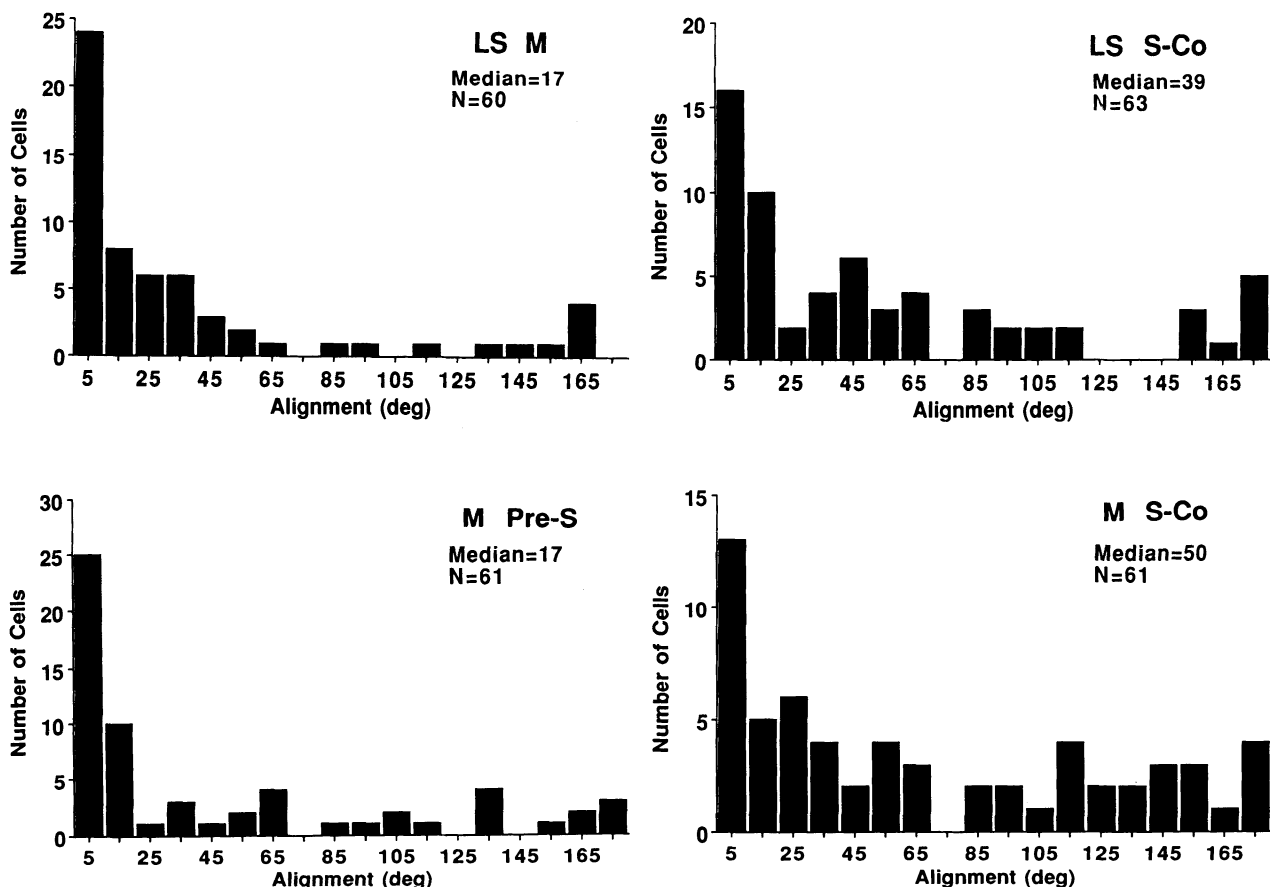 LS M
Median=17
N=60
25
20
15
10
5
0
Number of Cells
5 25 45 65 85 105 125 145 165
Alignment (deg)
LS S-Co
Median=39
N=63
20
15
10
5
0
Number of Cells
5 25 45 65 85 105 125 145 165
Alignment (deg)
M Pre-S
Median=17
N=61
30
25
20
15
10
5
0
Number of Cells
5 25 45 65 85 105 125 145 165
Alignment (deg)
M S-Co
Median=50
N=61
15
10
5
0
Number of Cells
5 25 45 65 85 105 125 145 165
Alignment (deg)